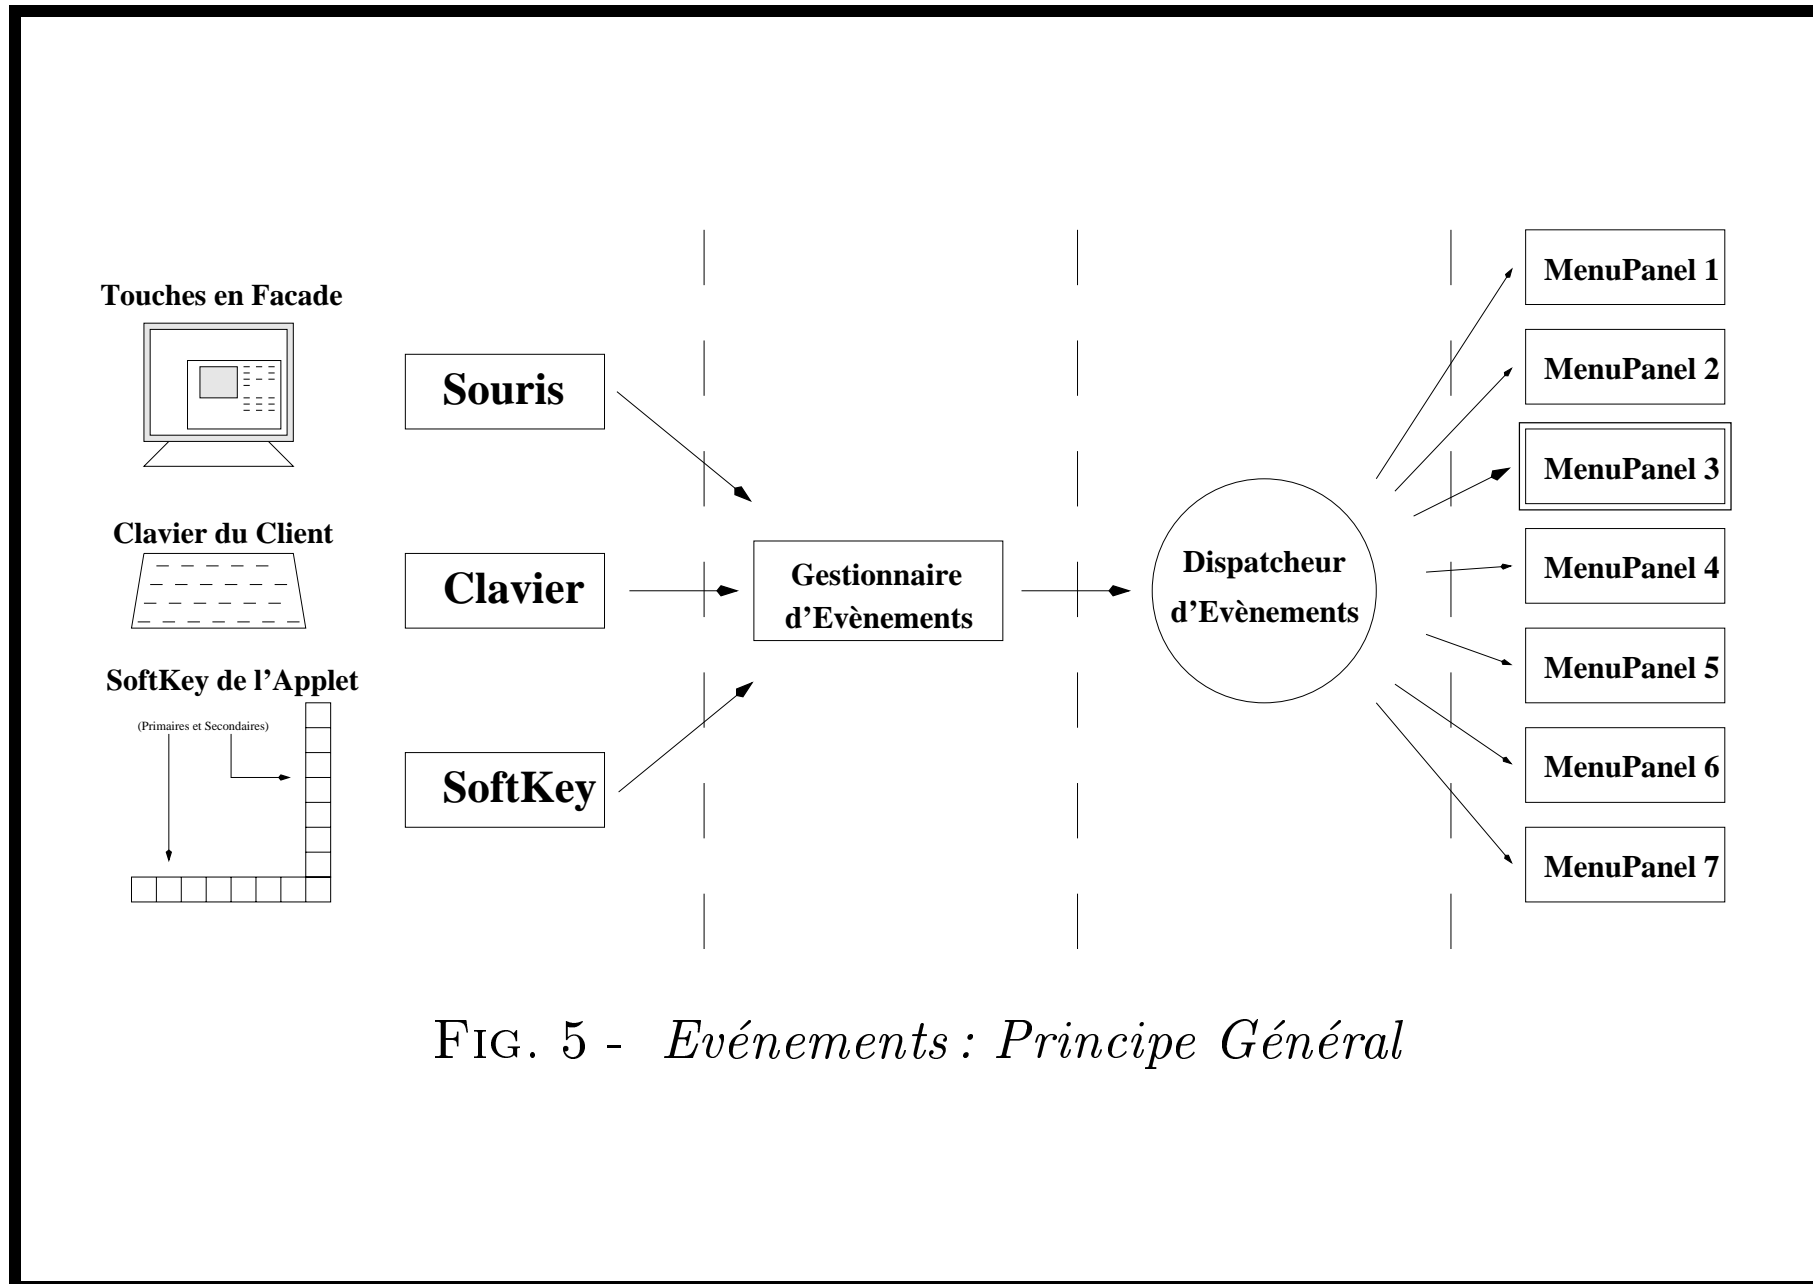 Touches en Facade
Souris
Clavier du Client
Clavier
SoftKey de l'Applet
(Primaires et Secondaires)
SoftKey
Gestionnaire
d'Evènements
Dispatcheur
d'Evènements
MenuPanel 1
MenuPanel 2
MenuPanel 3
MenuPanel 4
MenuPanel 5
MenuPanel 6
MenuPanel 7
FIG. 5 - Evénements : Principe Général